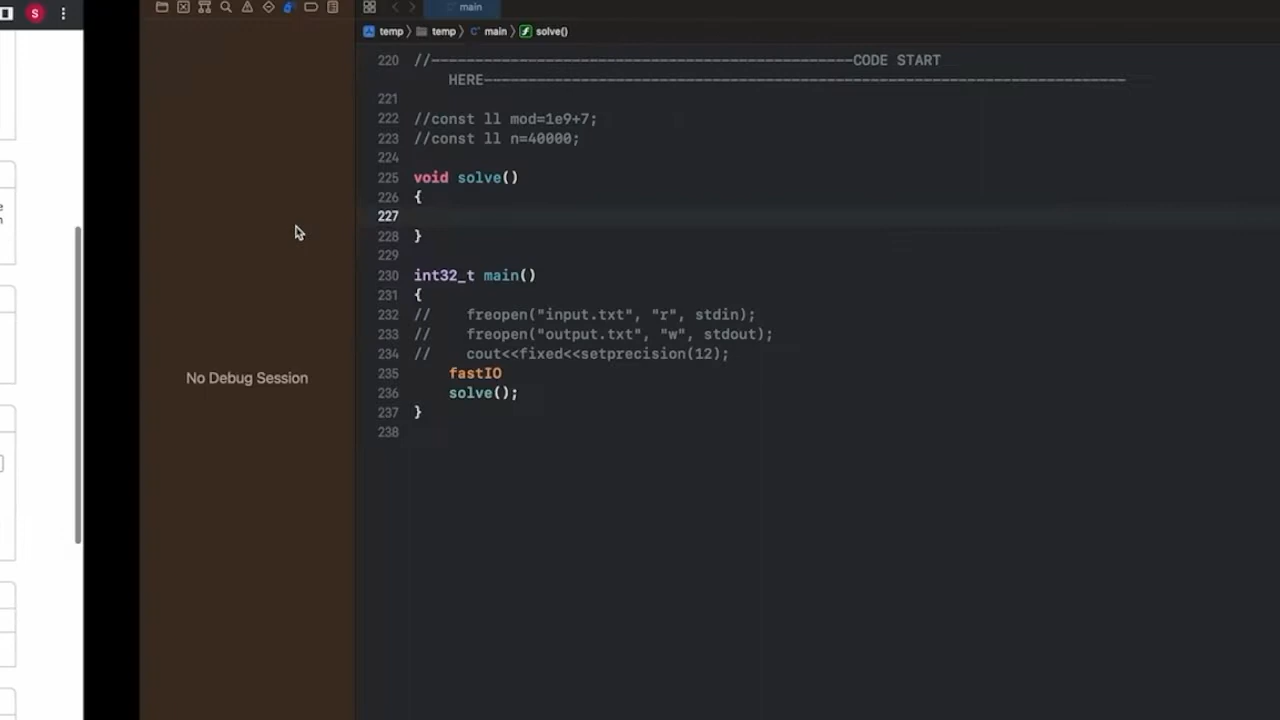 S
main
temp
temp
main
solve()
220 //------------------------------------------------CODE START
HERE--------------------------------------------------------------------------
221
222 //const ll mod=1e9+7;
223 //const ll n=40000;
224
225 void solve()
226 {
227
228 }
229
230 int32_t main()
231 {
232 //    freopen("input.txt", "r", stdin);
233 //    freopen("output.txt", "w", stdout);
234 //    cout<<fixed<<setprecision(12);
235     fastIO
236     solve();
237 }
238
No Debug Session